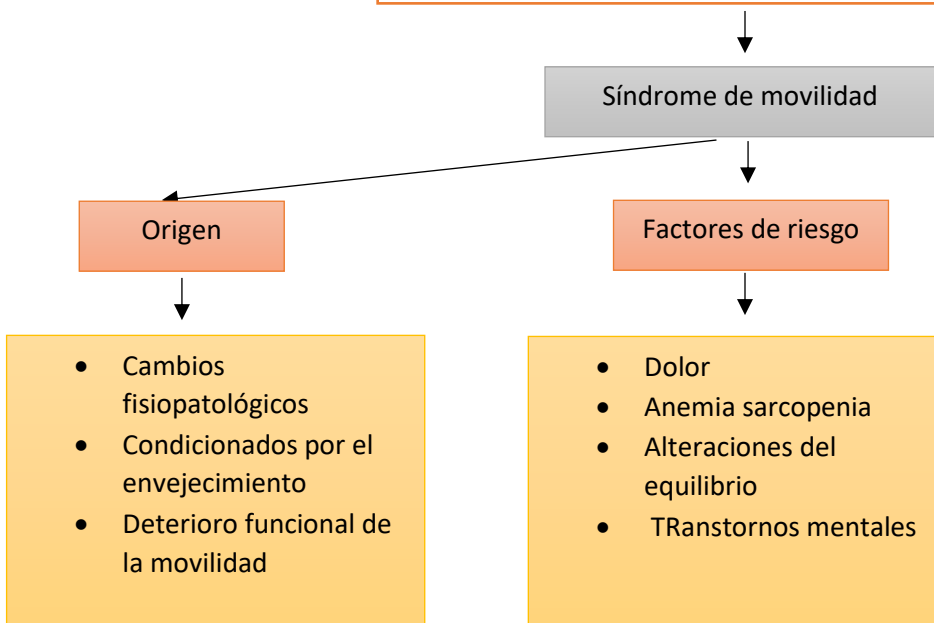 Síndrome de movilidad
Origen
Factores de riesgo
• Cambios
fisiopatológicos
• Condicionados por el
envejecimiento
• Deterioro funcional de
la movilidad
• Dolor
• Anemia sarcopenia
• Alteraciones del
equilibrio
• TRanstornos mentales